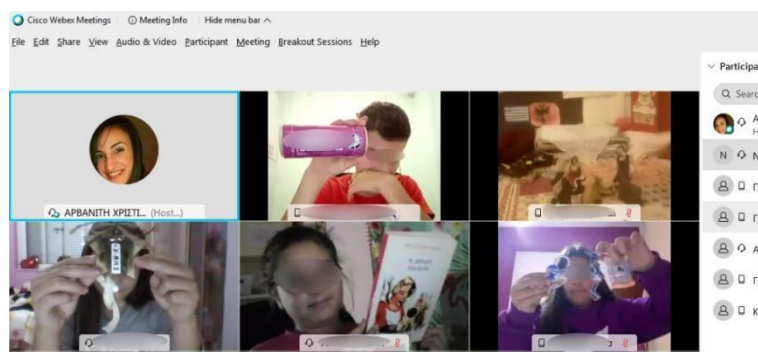 Cisco Webex Meetings Meeting Info Hide menu bar
File Edit Share View Audio & Video Participant Meeting Breakout Sessions Help
Participa
Searc
A
H
ΑΡΒΑΝΙΤΗ ΧΡΙΣΤΙ... (Host...)
N N
Π
Γ
A
Γ
K